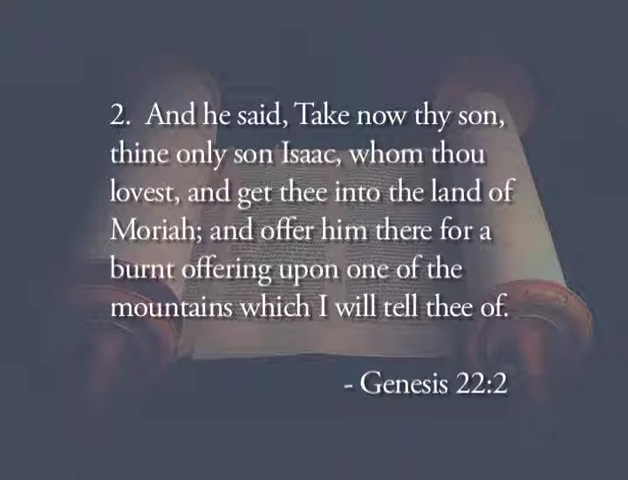 2. And he said, Take now thy son,
thine only son Isaac, whom thou
lovest, and get thee into the land of
Moriah; and offer him there for a
burnt offering upon one of the
mountains which I will tell thee of.
- Genesis 22:2